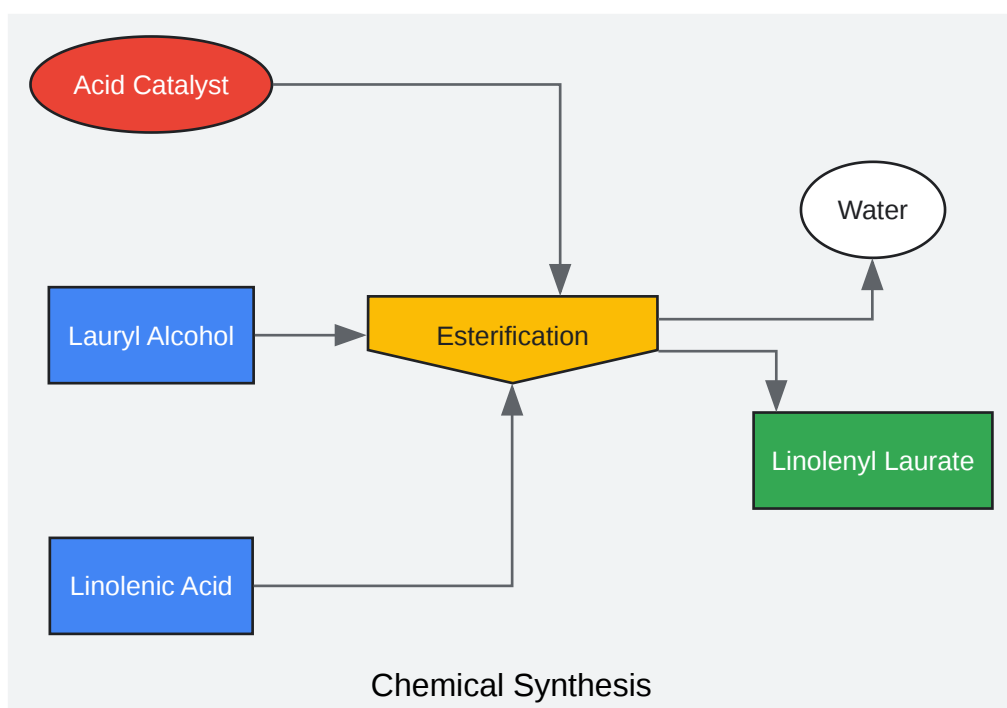 Acid Catalyst
Water
Lauryl Alcohol
Esterification
Linolenyl Laurate
Linolenic Acid
Chemical Synthesis